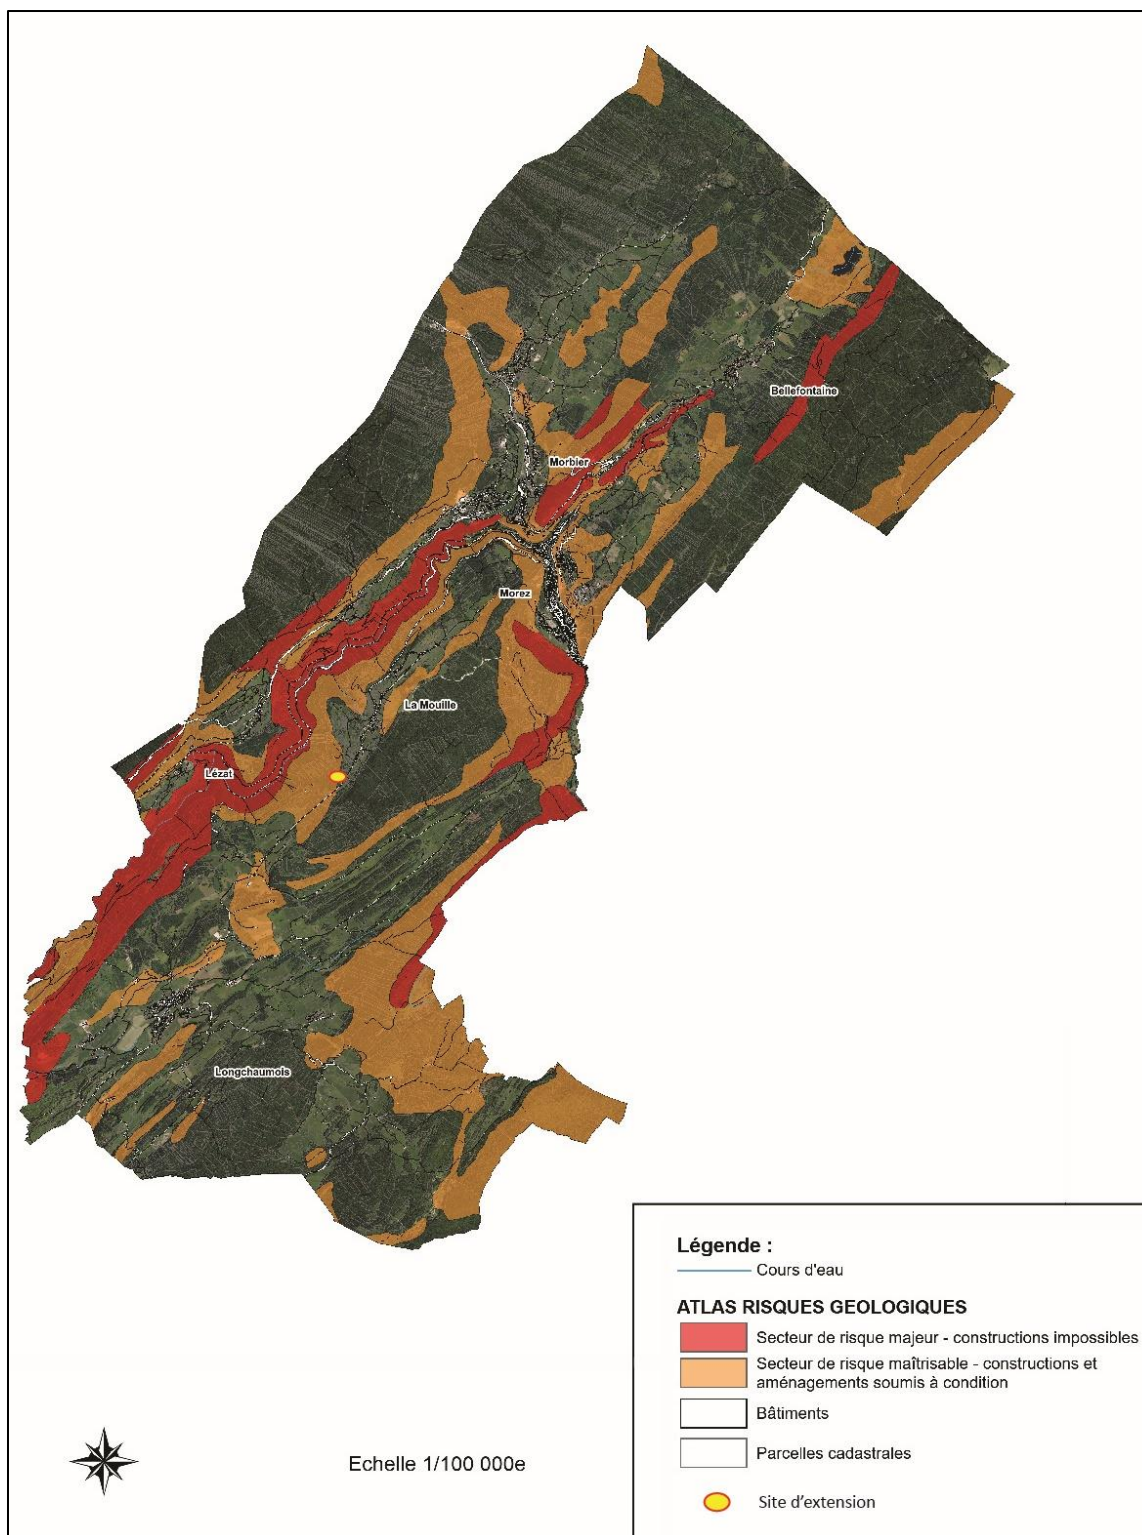 Bellefontaine
Morbier
Morez
La Mouille
Lézat
Longchaumois
Légende :
Cours d'eau
ATLAS RISQUES GEOLOGIQUES
Secteur de risque majeur - constructions impossibles
Secteur de risque maîtrisable - constructions et
aménagements soumis à condition
Bâtiments
Parcelles cadastrales
Site d'extension
Echelle 1/100 000e